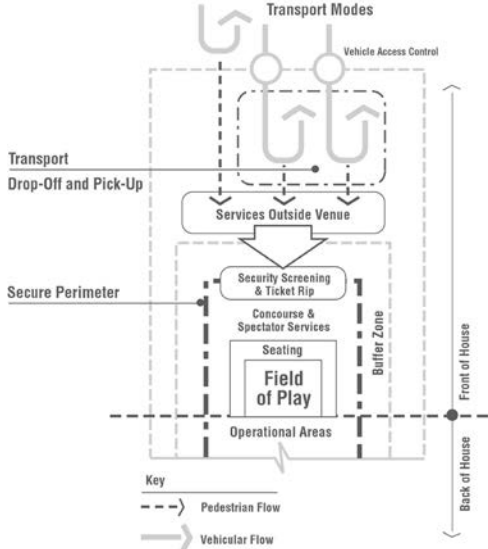 Transport Modes
Vehicle Access Control
Transport
Drop-Off and Pick-Up
Services Outside Venue
Security Screening
& Ticket Rip
Secure Perimeter
Concourse &
Spectator Services
Seating
Field
of Play
Operational Areas
Buffer Zone
Front of House
Back of House
Key
Pedestrian Flow
Vehicular Flow